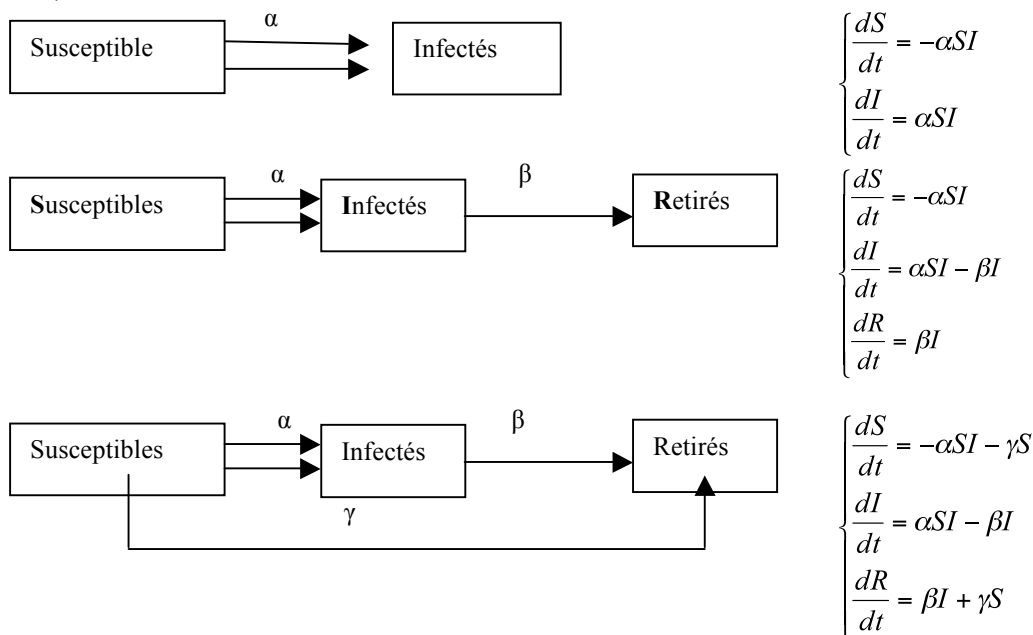 α
Susceptible
Infectés
dS/dt = -αSI
dI/dt = αSI
α
β
Susceptibles
Infectés
Retirés
dS/dt = -αSI
dI/dt = αSI - βI
dR/dt = βI
α
β
Susceptibles
Infectés
Retirés
γ
dS/dt = -αSI - γS
dI/dt = αSI - βI
dR/dt = βI + γS